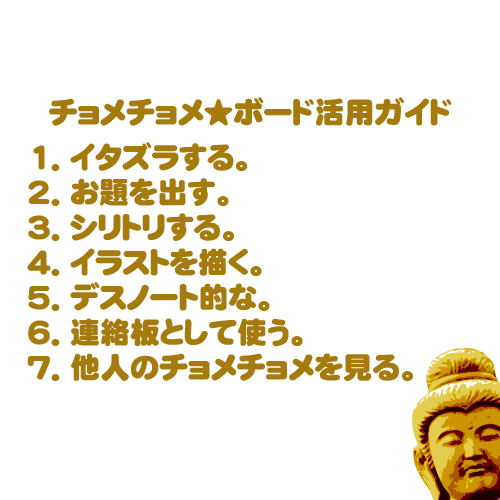 チョメチョメ★ボード活用ガイド
1. イタズラする。
2. お題を出す。
3. シリトリする。
4. イラストを描く。
5. デスノート的な。
6. 連絡板として使う。
7. 他人のチョメチョメを見る。